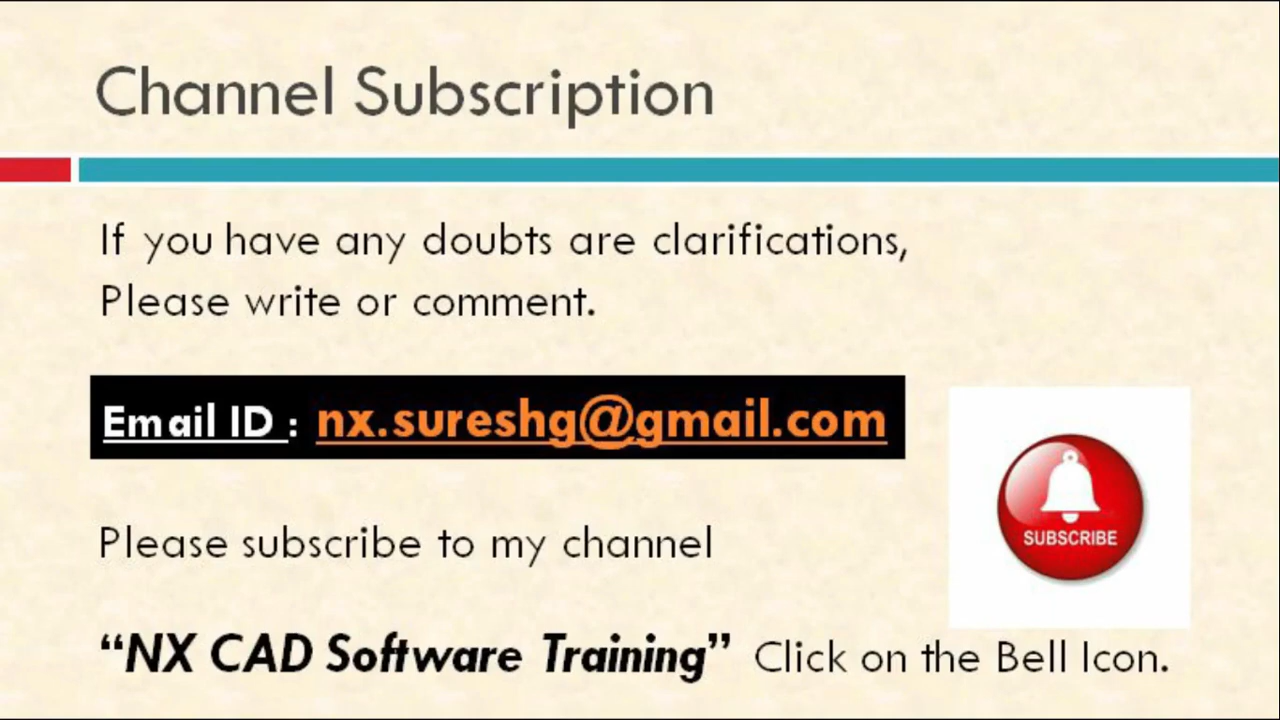 Channel Subscription
If you have any doubts are clarifications,
Please write or comment.
Email ID : nx.sureshg@gmail.com
SUBSCRIBE
Please subscribe to my channel
“NX CAD Software Training” Click on the Bell Icon.